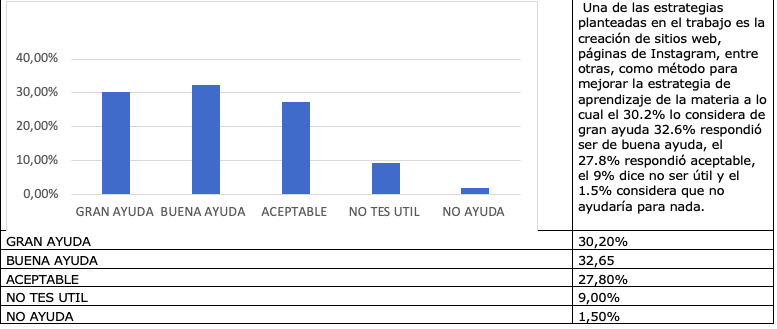 Una de las estrategias
planteadas en el trabajo es la
creación de sitios web,
páginas de Instagram, entre
otras, como método para
mejorar la estrategia de
aprendizaje de la materia a lo
cual el 30.2% lo considera de
gran ayuda 32.6% respondió
ser de buena ayuda, el
27.8% respondió aceptable,
el 9% dice no ser útil y el
1.5% considera que no
ayudaría para nada.
40,00%
30,00%
20,00%
10,00%
0,00%
GRAN AYUDA BUENA AYUDA ACEPTABLE NO TES UTIL NO AYUDA
GRAN AYUDA 30,20%
BUENA AYUDA 32,65
ACEPTABLE 27,80%
NO TES UTIL 9,00%
NO AYUDA 1,50%